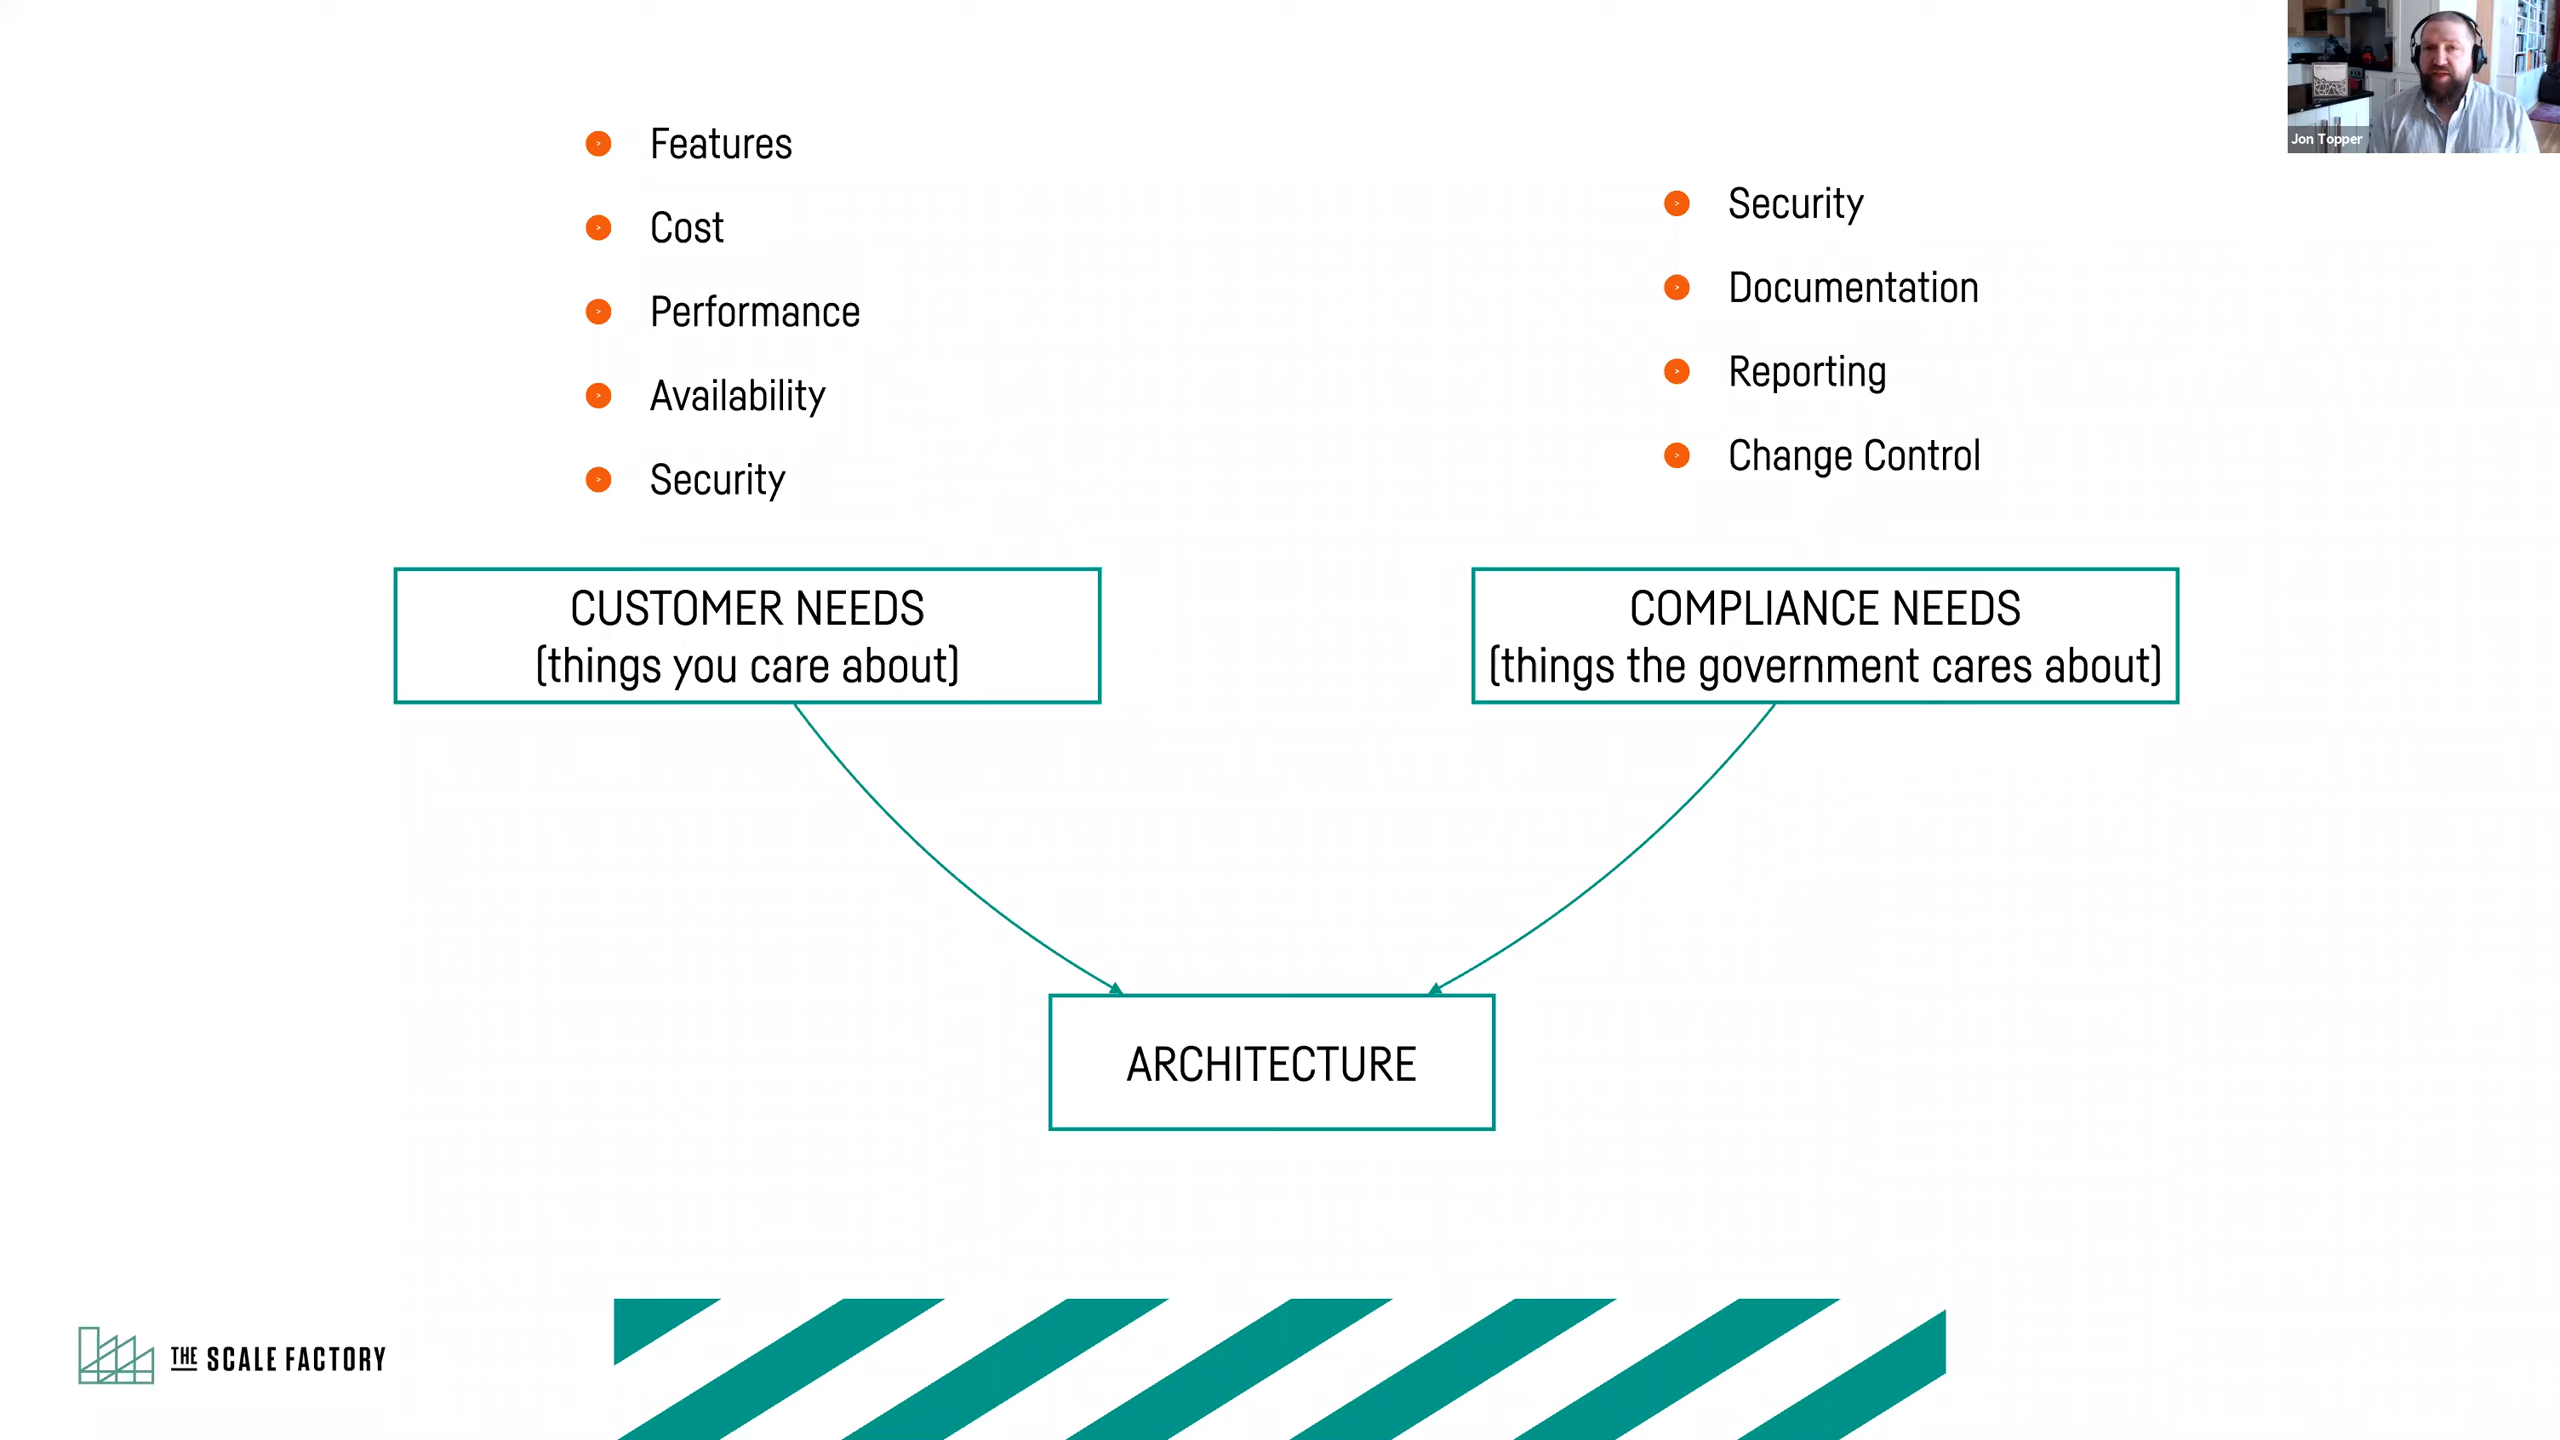 Features
Cost
Performance
Availability
Security
Security
Documentation
Reporting
Change Control
CUSTOMER NEEDS
(things you care about)
COMPLIANCE NEEDS
(things the government cares about)
ARCHITECTURE
THE SCALE FACTORY
Jon Topper